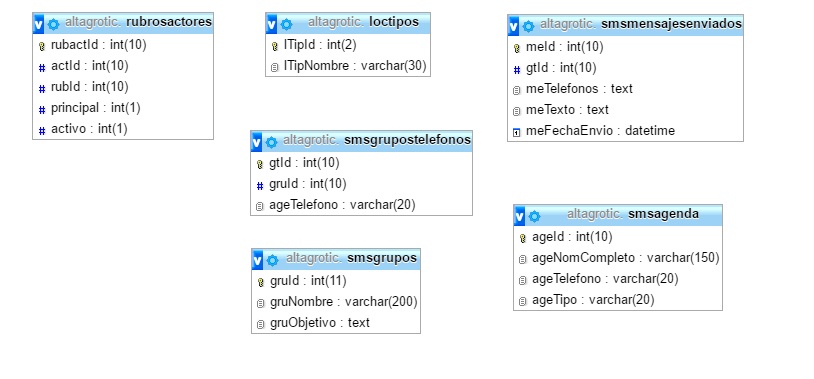 altagrotic. rubrosactores
rubactId : int(10)
actId : int(10)
rubId : int(10)
principal : int(1)
activo : int(1)
altagrotic. loctipos
lTipId : int(2)
lTipNombre : varchar(30)
altagrotic. smsmensajesenviados
meId : int(10)
gtId : int(10)
meTelefonos : text
meTexto : text
meFechaEnvio : datetime
altagrotic. smsgrupostelefonos
gtId : int(10)
gruId : int(10)
ageTelefono : varchar(20)
altagrotic. smsagenda
ageId : int(10)
ageNomCompleto : varchar(150)
ageTelefono : varchar(20)
ageTipo : varchar(20)
altagrotic. smsgrupos
gruId : int(11)
gruNombre : varchar(200)
gruObjetivo : text